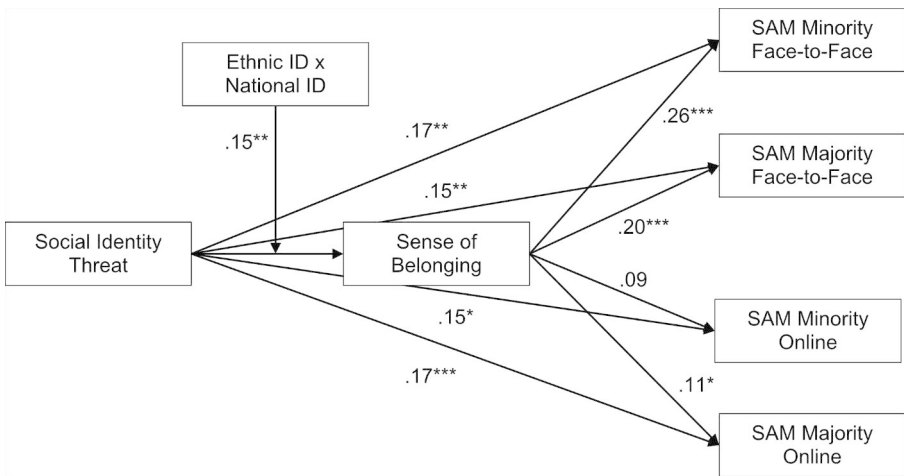 SAM Minority
Face-to-Face
Ethnic ID x
National ID
.26***
.17**
.15**
SAM Majority
Face-to-Face
.15**
.20***
Social Identity
Threat
Sense of
Belonging
.09
.15*
SAM Minority
Online
.17***
.11*
SAM Majority
Online